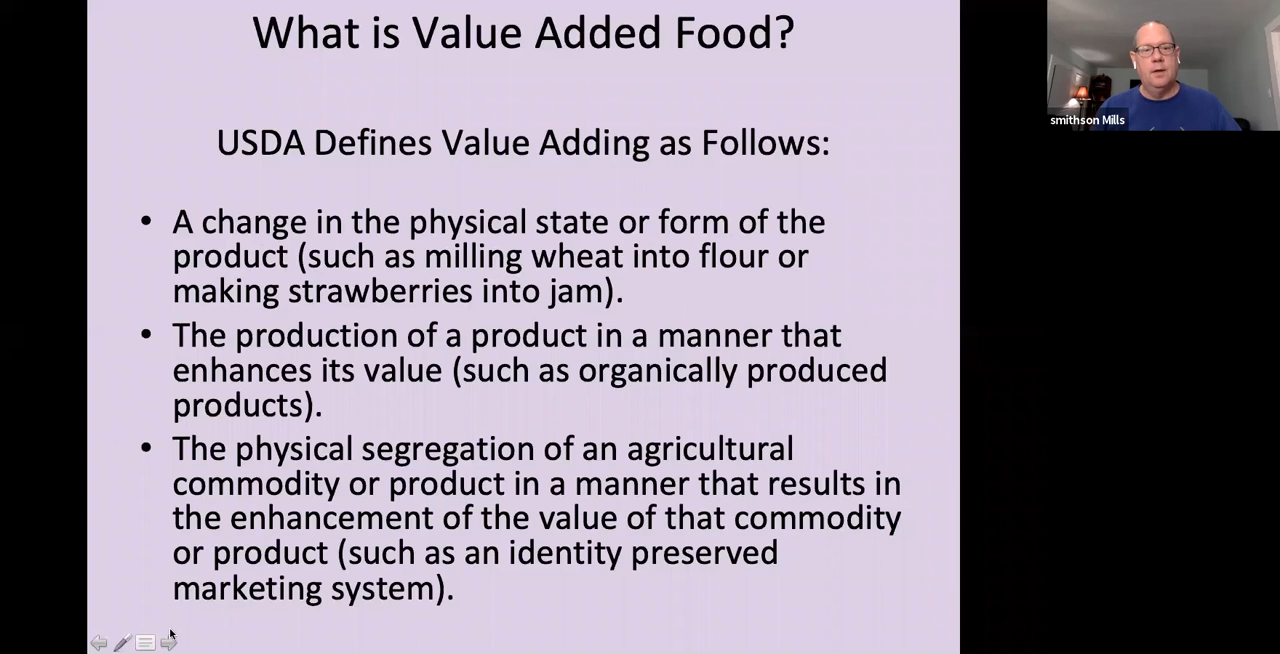 What is Value Added Food?
USDA Defines Value Adding as Follows:
• A change in the physical state or form of the
product (such as milling wheat into flour or
making strawberries into jam).
• The production of a product in a manner that
enhances its value (such as organically produced
products).
• The physical segregation of an agricultural
commodity or product in a manner that results in
the enhancement of the value of that commodity
or product (such as an identity preserved
marketing system).
smithson Mills